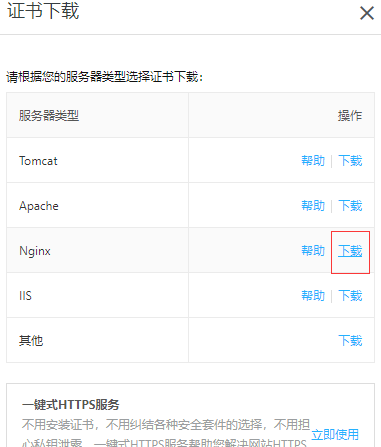 证书下载
请根据您的服务器类型选择证书下载：
服务器类型 操作
Tomcat 帮助 | 下载
Apache 帮助 | 下载
Nginx 帮助 | 下载
IIS 帮助 | 下载
其他 下载
一键式HTTPS服务
不用安装证书，不用纠结各种安全套件的选择，不用担
心私钥泄露，一键式HTTPS服务帮助您解决网站HTTPS
立即使用